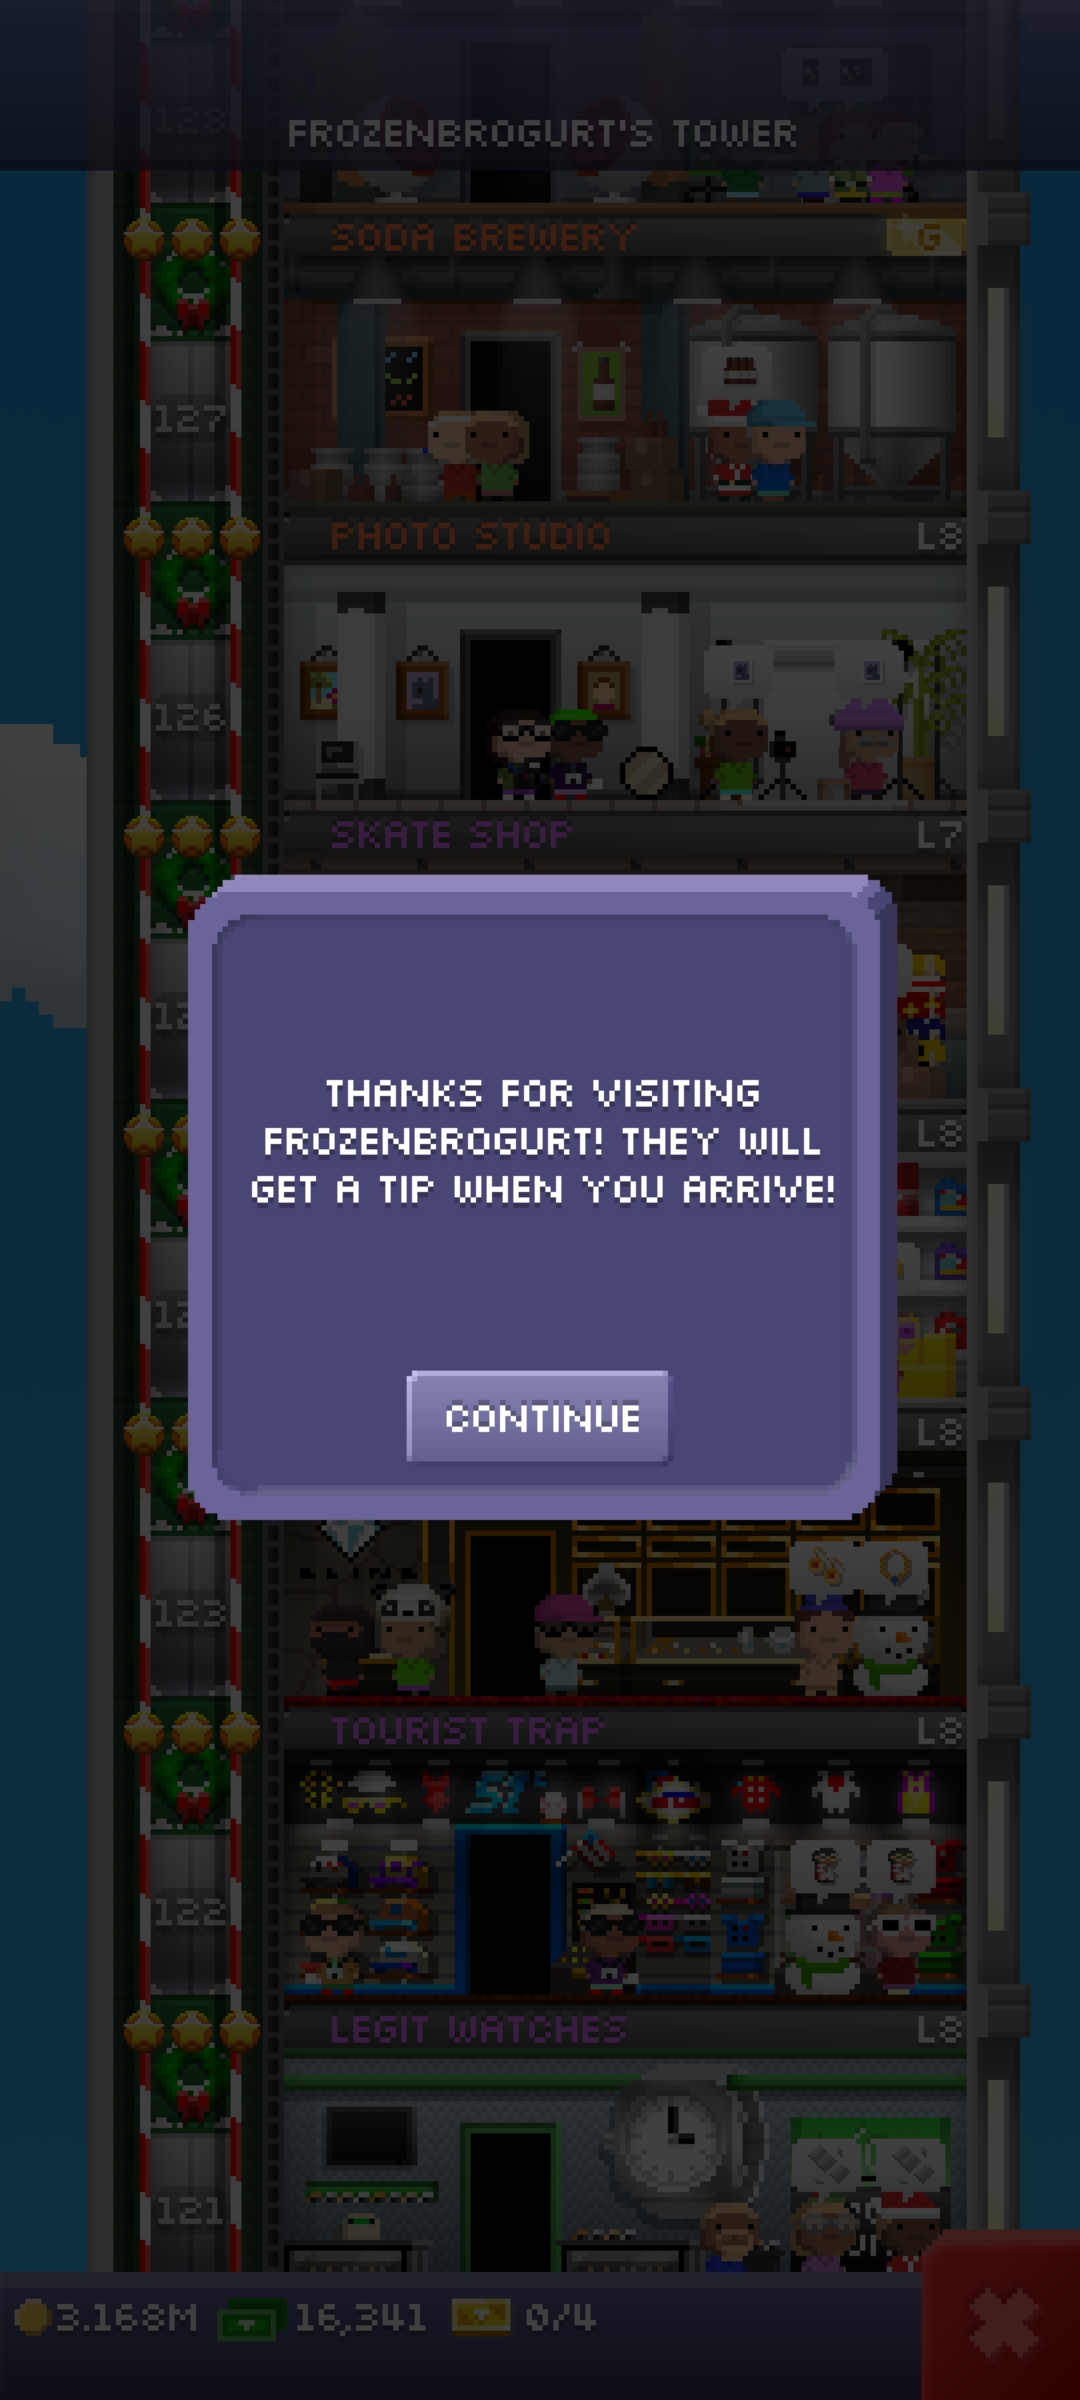 FROZENBROGURT'S TOWER
128
SODA BREWERY
G
127
PHOTO STUDIO
L8
126
SKATE SHOP
L7
THANKS FOR VISITING
FROZENBROGURT! THEY WILL
GET A TIP WHEN YOU ARRIVE!
L8
CONTINUE
L8
BLING
123
TOURIST TRAP
L8
122
LEGIT WATCHES
L8
121
3.168M
16,341
0/4